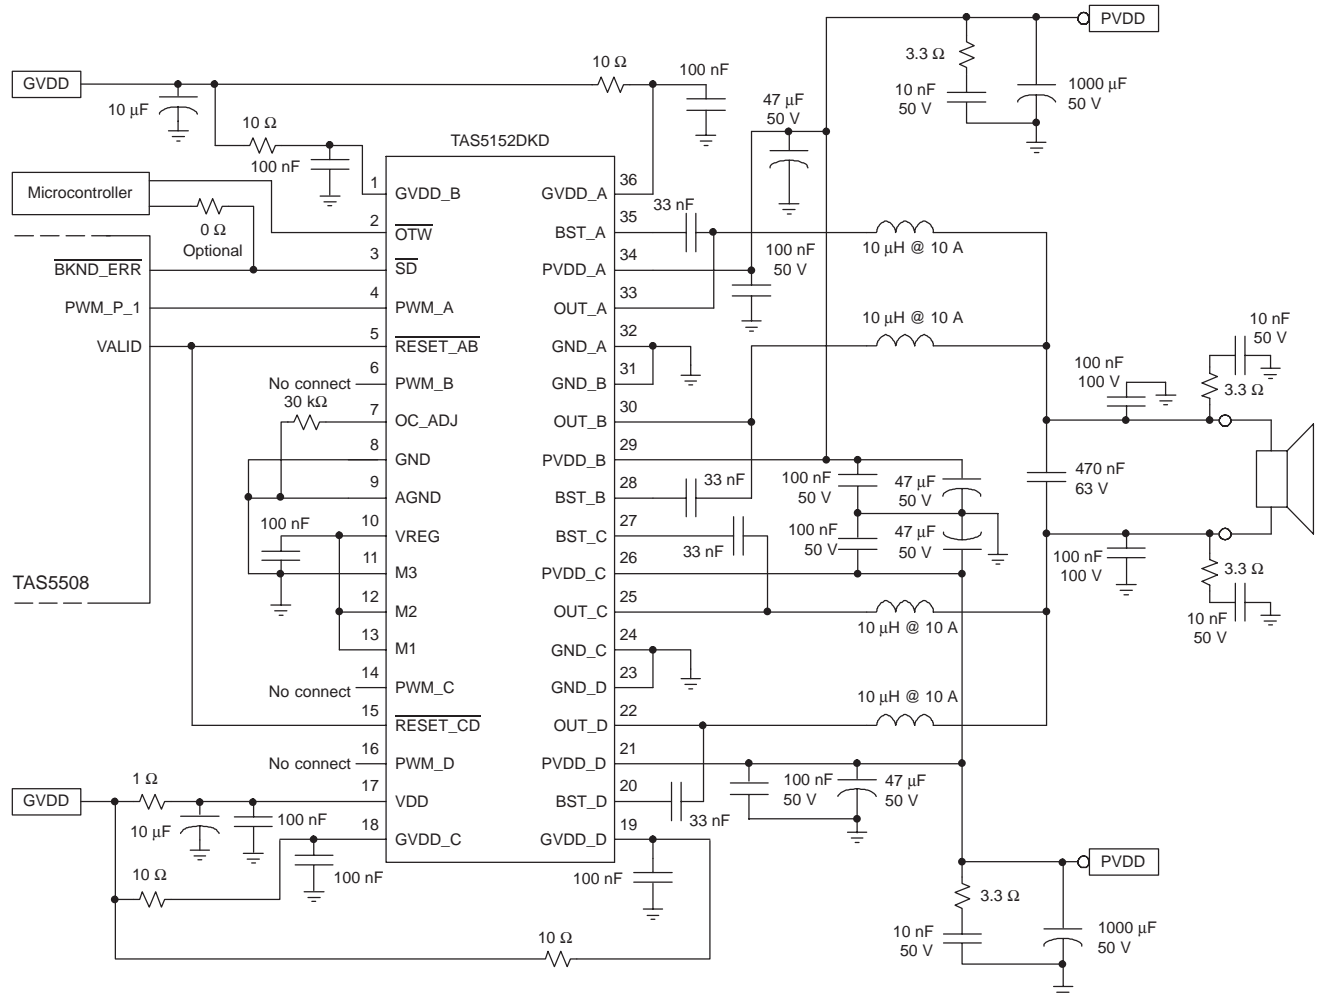 PVDD
3.3 Ω
10 nF
50 V
1000 µF
50 V
GVDD
10 µF
10 Ω
100 nF
10 Ω
100 nF
47 µF
50 V
TAS5152DKD
Microcontroller
0 Ω
Optional
BKND_ERR
PWM_P_1
VALID
TAS5508
1
GVDD_B
2
OTW
3
SD
4
PWM_A
5
RESET_AB
6
No connect
PWM_B
30 kΩ
7
OC_ADJ
8
GND
9
AGND
100 nF
10
VREG
11
M3
12
M2
13
M1
14
No connect
PWM_C
15
RESET_CD
16
No connect
PWM_D
17
VDD
18
GVDD_C
GVDD
1 Ω
10 µF
100 nF
100 nF
10 Ω
10 Ω
36
GVDD_A
35
BST_A
33 nF
34
PVDD_A
100 nF
50 V
33
OUT_A
32
GND_A
31
GND_B
30
OUT_B
29
PVDD_B
28
BST_B
33 nF
27
BST_C
33 nF
26
PVDD_C
25
OUT_C
24
GND_C
23
GND_D
22
OUT_D
21
PVDD_D
20
BST_D
33 nF
19
GVDD_D
100 nF
10 µH @ 10 A
10 µH @ 10 A
100 nF
50 V
47 µF
50 V
100 nF
50 V
47 µF
50 V
10 µH @ 10 A
10 µH @ 10 A
100 nF
50 V
47 µF
50 V
10 nF
50 V
3.3 Ω
100 nF
100 V
470 nF
63 V
100 nF
100 V
3.3 Ω
10 nF
50 V
PVDD
3.3 Ω
10 nF
50 V
1000 µF
50 V